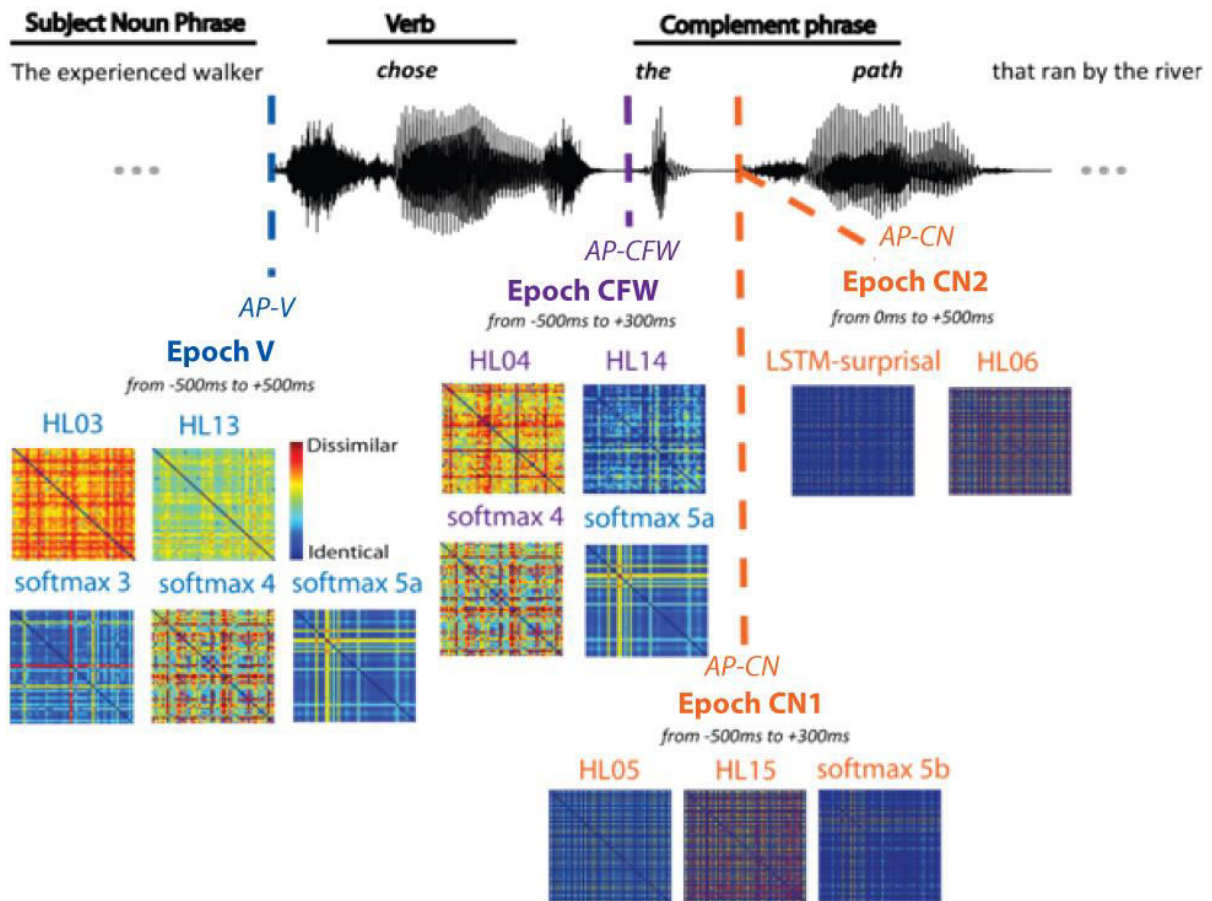 Subject Noun Phrase
Verb
Complement phrase
The experienced walker
chose
the
path
that ran by the river
AP-V
Epoch V
from -500ms to +500ms
HL03
HL13
Dissimilar
Identical
softmax 3
softmax 4
softmax 5a
AP-CFW
Epoch CFW
from -500ms to +300ms
HL04
HL14
softmax 4
softmax 5a
AP-CN
Epoch CN2
from 0ms to +500ms
LSTM-surprisal
HL06
AP-CN
Epoch CN1
from -500ms to +300ms
HL05
HL15
softmax 5b